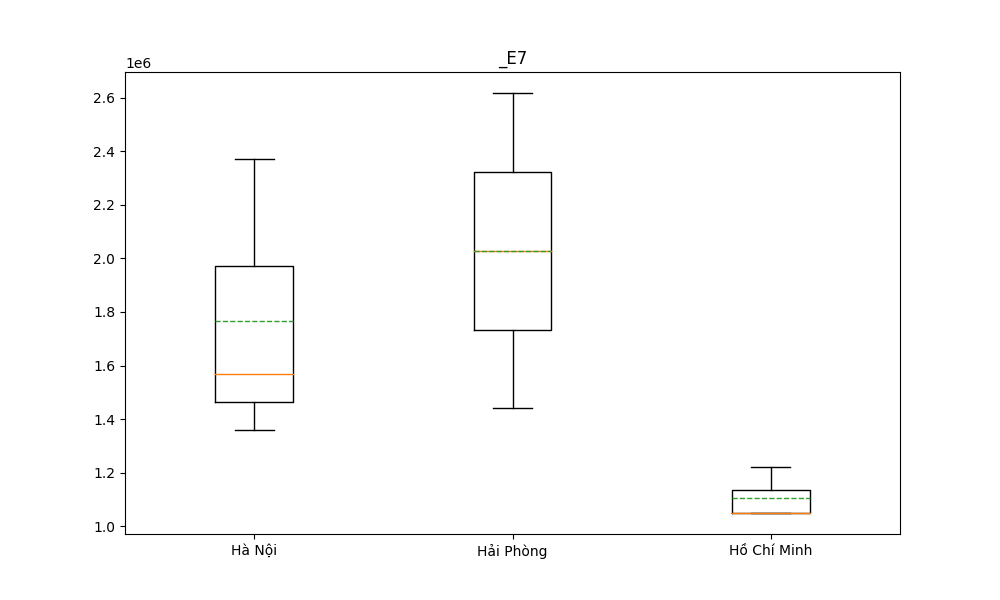 _E7
1e6
2.6
2.4
2.2
2.0
1.8
1.6
1.4
1.2
1.0
Hà Nội
Hải Phòng
Hồ Chí Minh